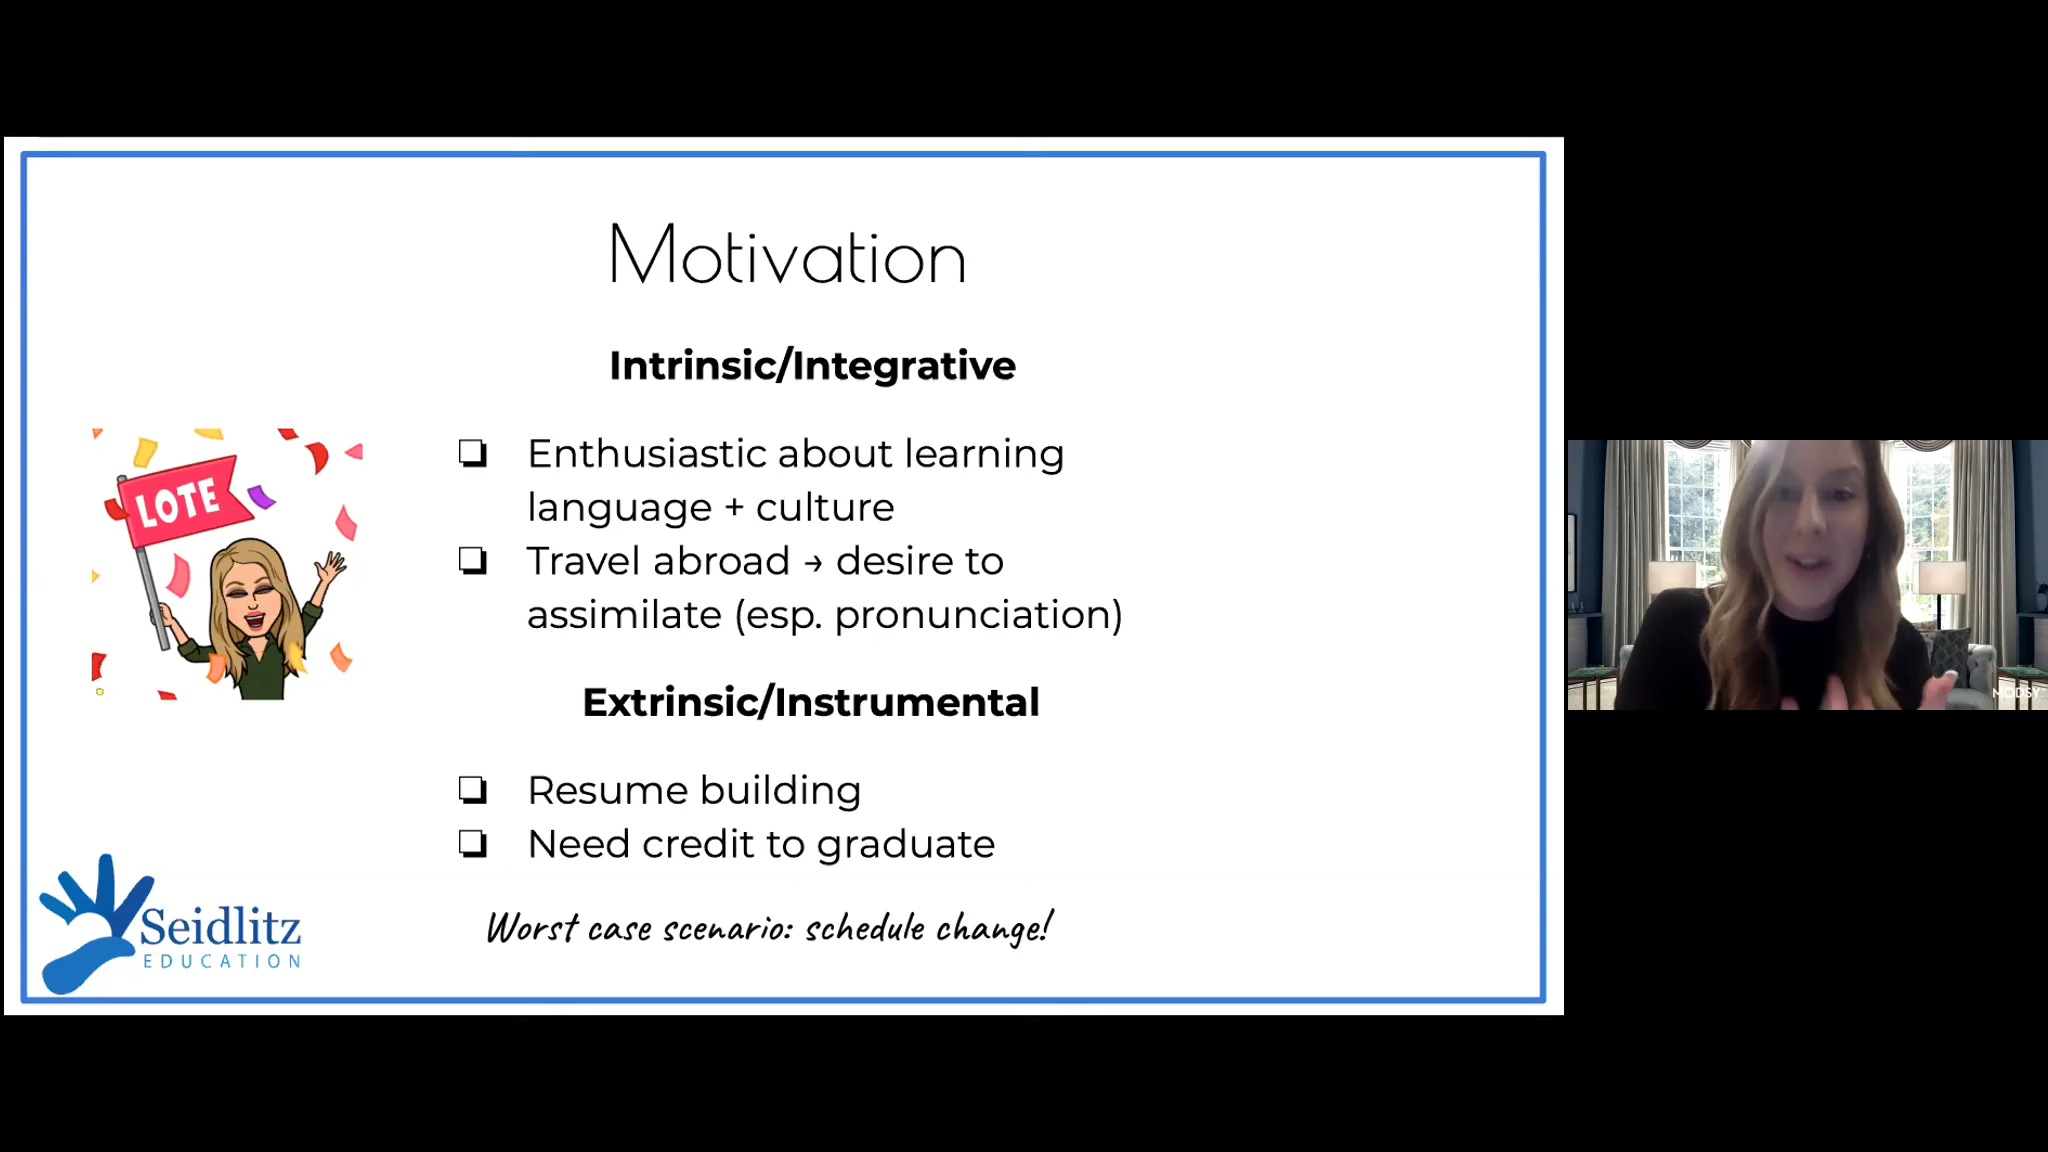 Motivation
Intrinsic/Integrative
❏ Enthusiastic about learning
language + culture
❏ Travel abroad → desire to
assimilate (esp. pronunciation)
Extrinsic/Instrumental
❏ Resume building
❏ Need credit to graduate
Worst case scenario: schedule change!
LOTE
Seidlitz
EDUCATION
MODSY